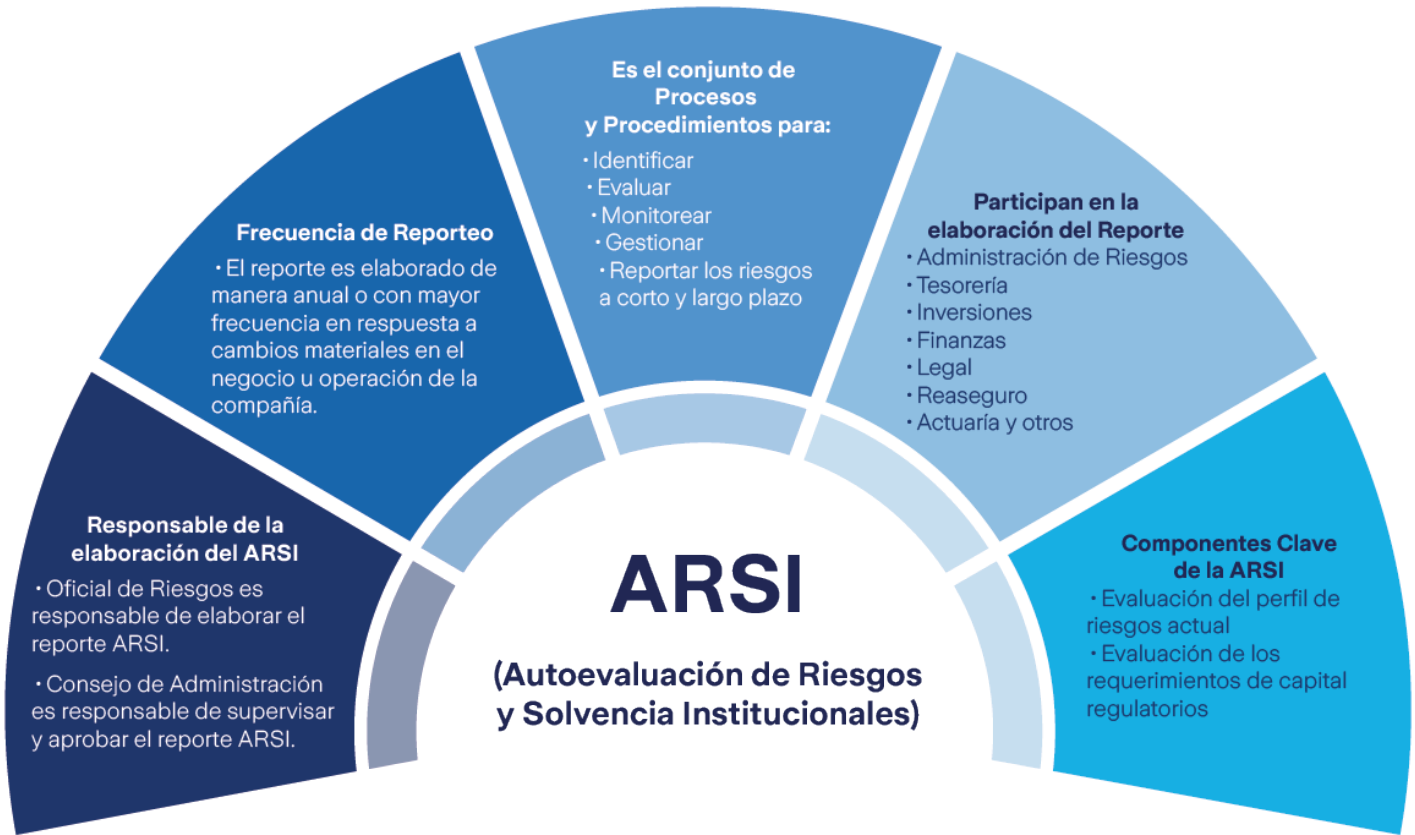 Responsable de la
elaboración del ARSI
· Oficial de Riesgos es
responsable de elaborar el
reporte ARSI.
· Consejo de Administración
es responsable de supervisar
y aprobar el reporte ARSI.
Frecuencia de Reporteo
· El reporte es elaborado de
manera anual o con mayor
frecuencia en respuesta a
cambios materiales en el
negocio u operación de la
compañía.
Es el conjunto de
Procesos
y Procedimientos para:
· Identificar
· Evaluar
· Monitorear
· Gestionar
· Reportar los riesgos
a corto y largo plazo
Participan en la
elaboración del Reporte
· Administración de Riesgos
· Tesorería
· Inversiones
· Finanzas
· Legal
· Reaseguro
· Actuaría y otros
Componentes Clave
de la ARSI
· Evaluación del perfil de
riesgos actual
· Evaluación de los
requerimientos de capital
regulatorios
ARSI
(Autoevaluación de Riesgos
y Solvencia Institucionales)